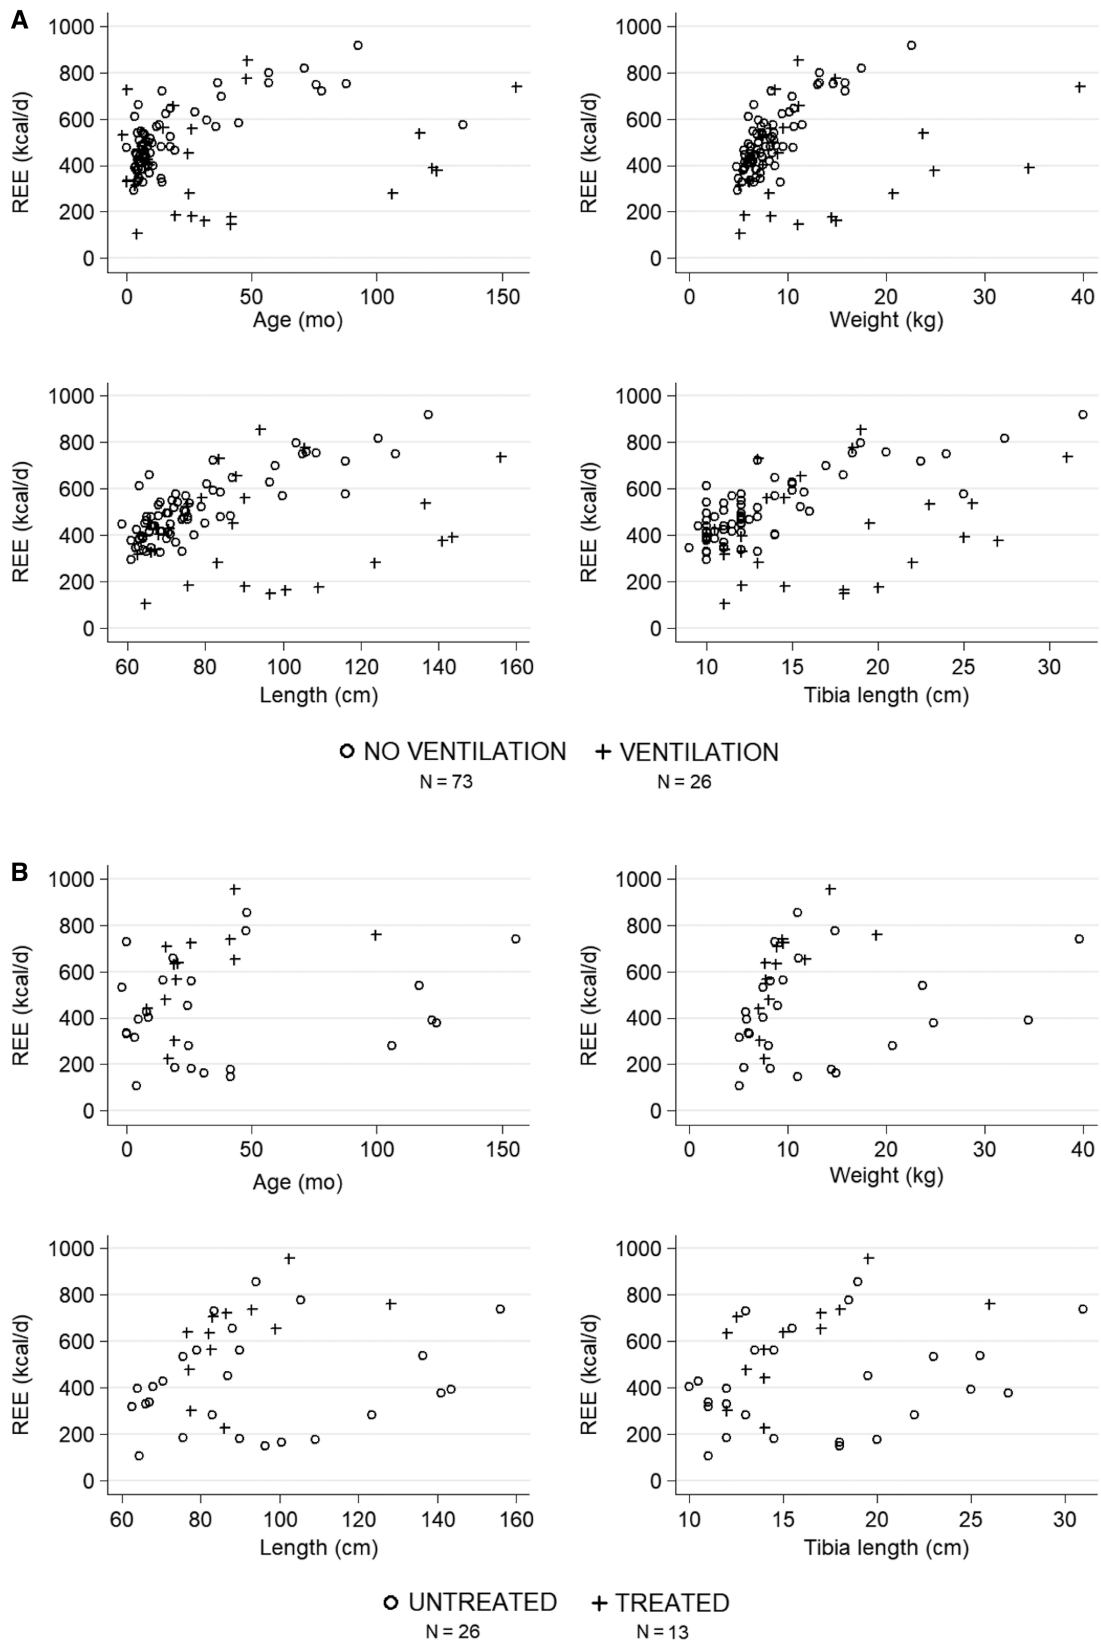 A
1000
800
600
400
200
0
REE (kcal/d)
0 50 100 150
Age (mo)
1000
800
600
400
200
0
REE (kcal/d)
0 10 20 30 40
Weight (kg)
1000
800
600
400
200
0
REE (kcal/d)
60 80 100 120 140 160
Length (cm)
1000
800
600
400
200
0
REE (kcal/d)
10 15 20 25 30
Tibia length (cm)
NO VENTILATION VENTILATION
N = 73 N = 26
B
1000
800
600
400
200
0
REE (kcal/d)
0 50 100 150
Age (mo)
1000
800
600
400
200
0
REE (kcal/d)
0 10 20 30 40
Weight (kg)
1000
800
600
400
200
0
REE (kcal/d)
60 80 100 120 140 160
Length (cm)
1000
800
600
400
200
0
REE (kcal/d)
10 15 20 25 30
Tibia length (cm)
UNTREATED TREATED
N = 26 N = 13